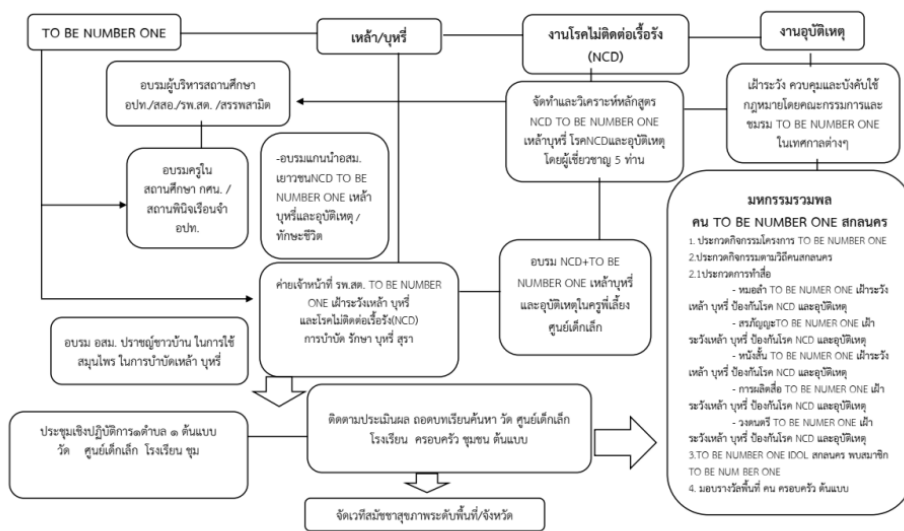 TO BE NUMBER ONE
เหล้า/บุหรี่
งานโรคไม่ติดต่อเรื้อรัง
(NCD)
งานอุบัติเหตุ
อบรมผู้บริหารสถานศึกษา
อปท./สสอ./รพ.สต. /สรรพสามิต
จัดทำและวิเคราะห์หลักสูตร
NCD TO BE NUMBER ONE
เหล้าบุหรี่ โรคNCDและอุบัติเหตุ
โดยผู้เชี่ยวชาญ 5 ท่าน
เฝ้าระวัง ควบคุมและบังคับใช้
กฎหมายโดยคณะกรรมการและ
ชมรม TO BE NUMBER ONE
ในเทศกาลต่างๆ
อบรมครูใน
สถานศึกษา กศน. /
สถานพินิจเรือนจำ
อปท.
-อบรมแกนนำอสม.
เยาวชนNCD TO BE
NUMBER ONE เหล้า
บุหรี่และอุบัติเหตุ /
ทักษะชีวิต
อบรม NCD+TO BE
NUMBER ONE เหล้าบุหรี่
และอุบัติเหตุในครูพี่เลี้ยง
ศูนย์เด็กเล็ก
ค่ายเจ้าหน้าที่ รพ.สต. TO BE NUMBER
ONE เฝ้าระวังเหล้า บุหรี่
และโรคไม่ติดต่อเรื้อรัง(NCD)
การบำบัด รักษา บุหรี่ สุรา
อบรม อสม. ปราชญ์ชาวบ้าน ในการใช้
สมุนไพร ในการบำบัดเหล้า บุหรี่
มหกรรมรวมพล
คน TO BE NUMBER ONE สกลนคร
1. ประกวดกิจกรรมโครงการ TO BE NUMBER ONE
2.ประกวดกิจกรรมตามวิถีคนสกลนคร
2.1ประกวดการทำสื่อ
- หมอลำ TO BE NUMER ONE เฝ้าระวัง
เหล้า บุหรี่ ป้องกันโรค NCD และอุบัติเหตุ
- สรภัญญะTO BE NUMER ONE เฝ้า
ระวังเหล้า บุหรี่ ป้องกันโรค NCD และอุบัติเหตุ
- หนังสั้น TO BE NUMER ONE เฝ้าระวัง
เหล้า บุหรี่ ป้องกันโรค NCD และอุบัติเหตุ
- การผลิตสื่อ TO BE NUMER ONE เฝ้า
ระวังเหล้า บุหรี่ ป้องกันโรค NCD และอุบัติเหตุ
- วงดนตรี TO BE NUMER ONE เฝ้า
ระวังเหล้า บุหรี่ ป้องกันโรค NCD และอุบัติเหตุ
3.TO BE NUMBER ONE IDOL สกลนคร พบสมาชิก
TO BE NUM BER ONE
4. มอบรางวัลพื้นที่ คน ครอบครัว ต้นแบบ
ประชุมเชิงปฏิบัติการ๑ตำบล ๑ ต้นแบบ
วัด ศูนย์เด็กเล็ก โรงเรียน ชุม
ติดตามประเมินผล ถอดบทเรียนค้นหา วัด ศูนย์เด็กเล็ก
โรงเรียน ครอบครัว ชุมชน ต้นแบบ
จัดเวทีสมัชชาสุขภาพระดับพื้นที่/จังหวัด